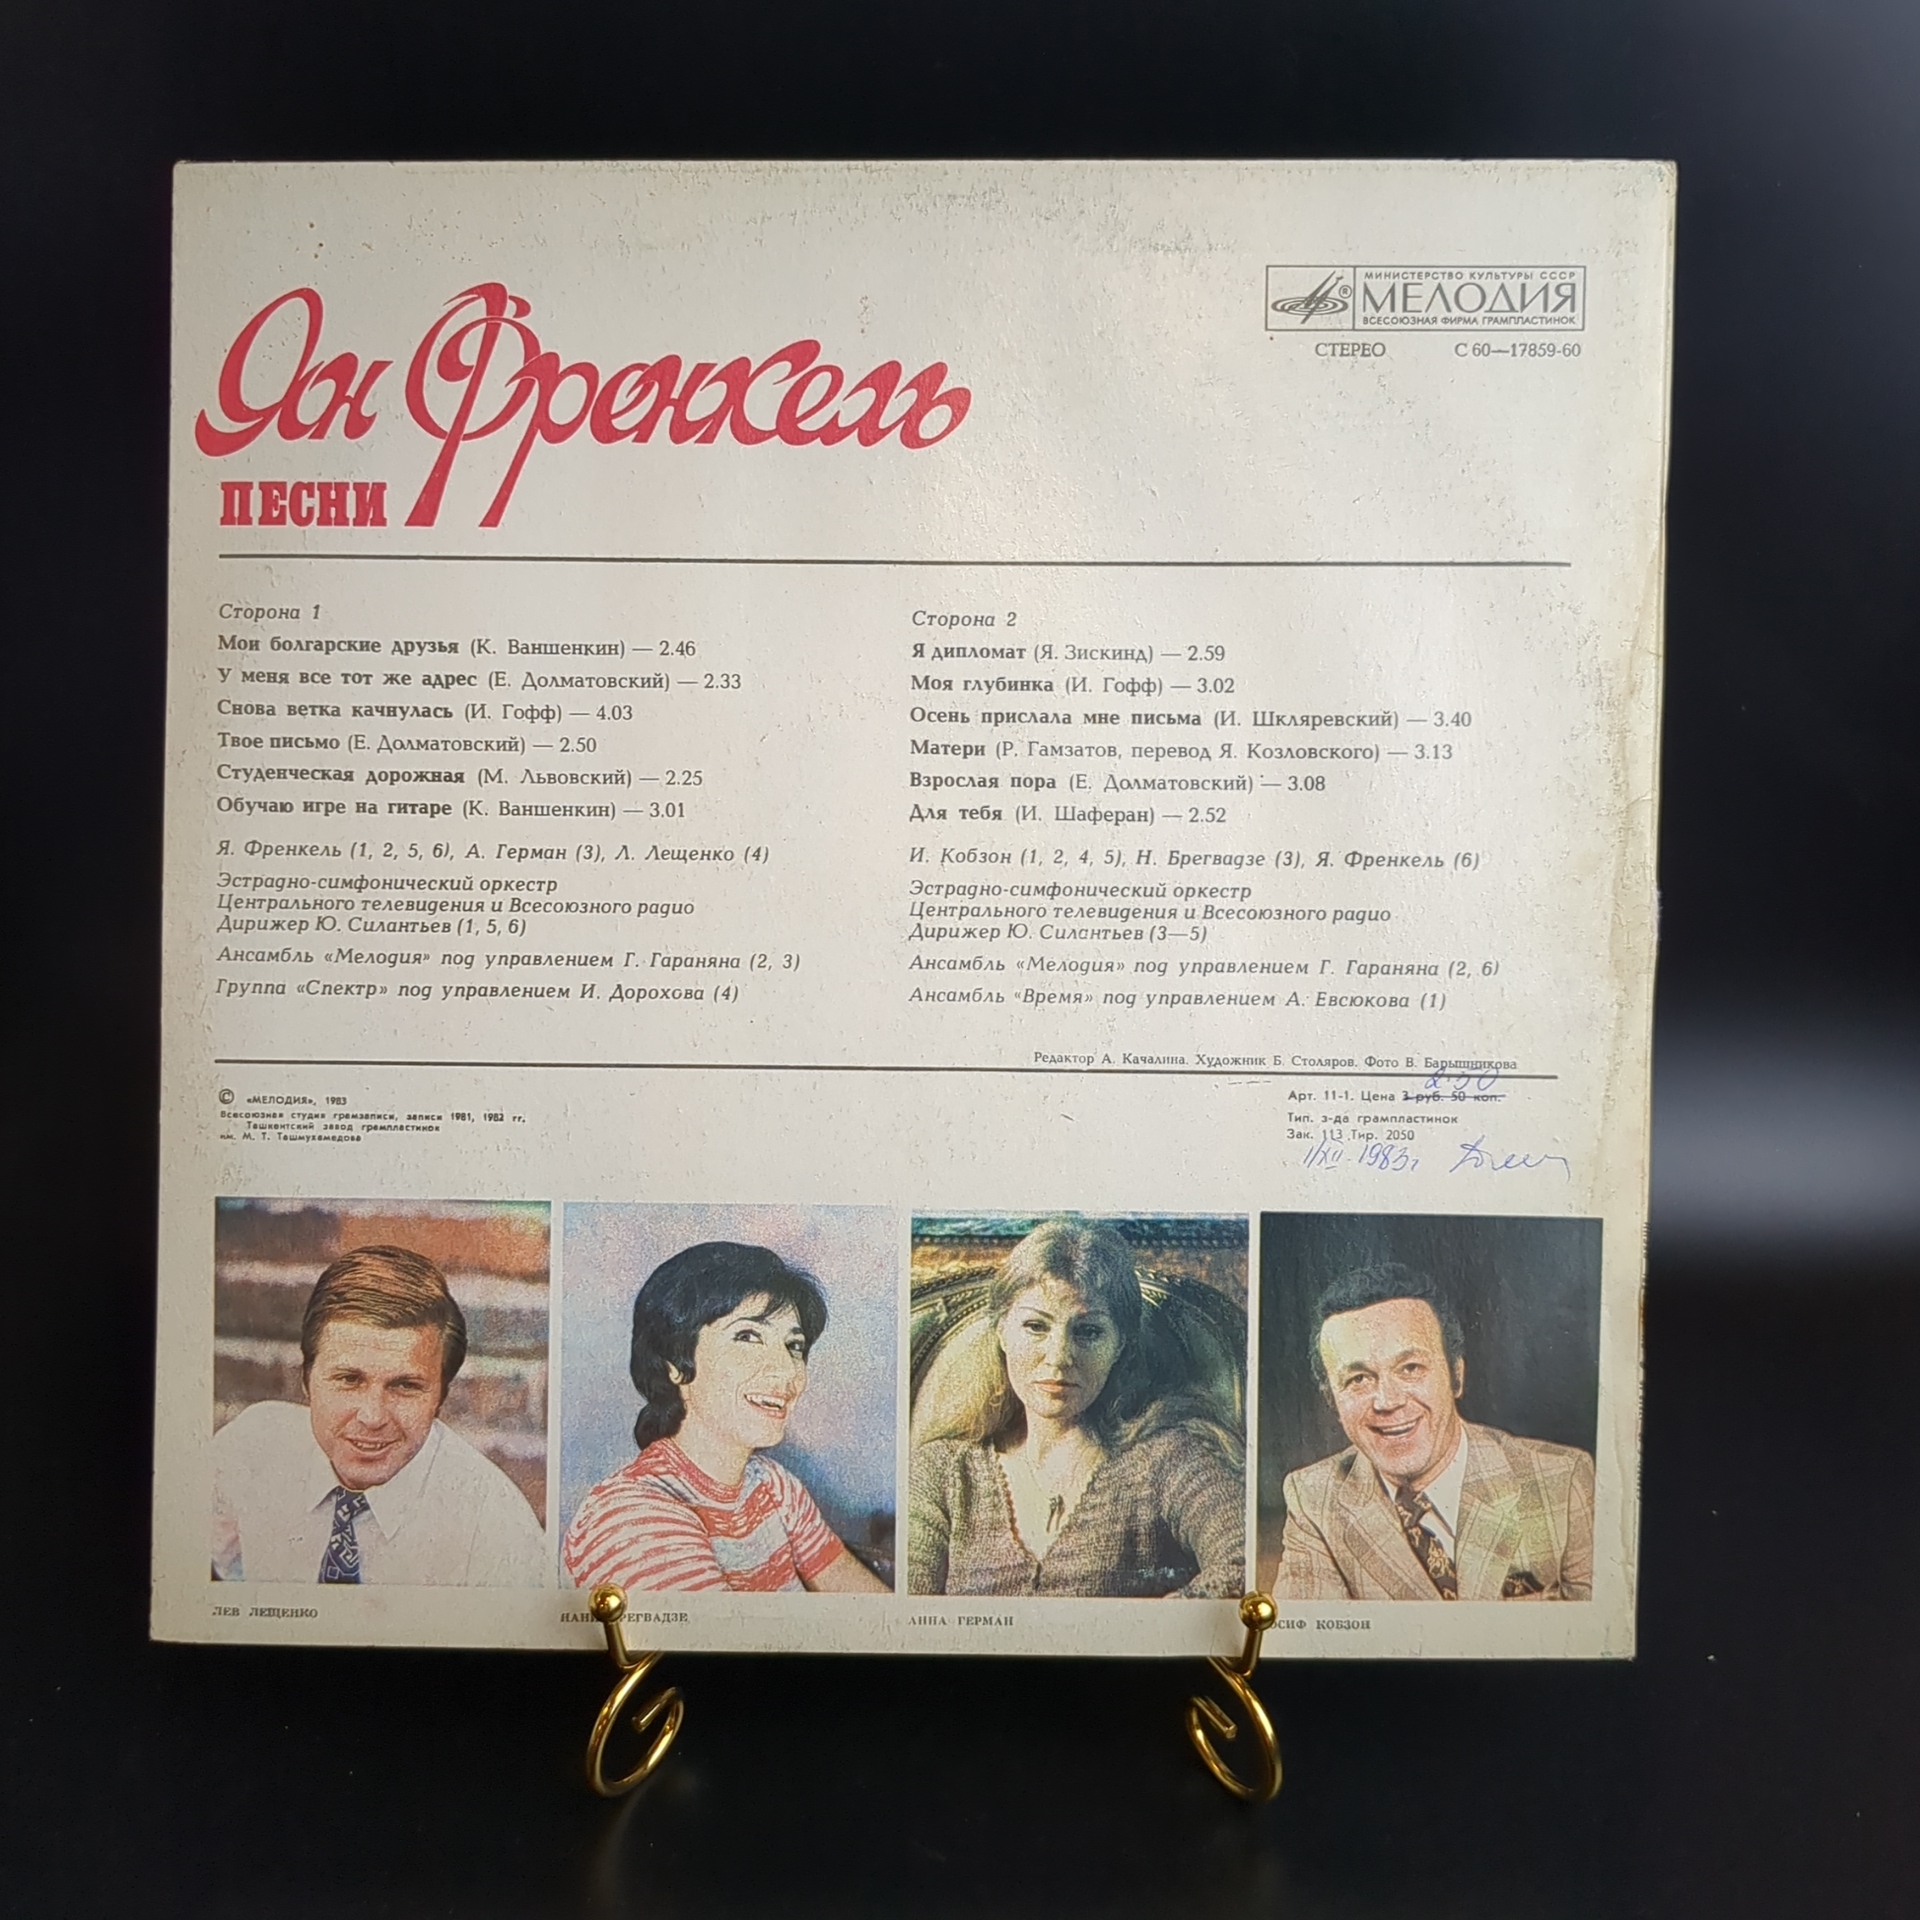 Ян Френкель
ПЕСНИ
МИНИСТЕРСТВО КУЛЬТУРЫ СССР
МЕЛОДИЯ
ВСЕСОЮЗНАЯ ФИРМА ГРАМПЛАСТИНОК
СТЕРЕО С 60—17859-60
Сторона 1
Мои болгарские друзья (К. Ваншенкин) — 2.46
У меня все тот же адрес (Е. Долматовский) — 2.33
Снова ветка качнулась (И. Гофф) — 4.03
Твое письмо (Е. Долматовский) — 2.50
Студенческая дорожная (М. Львовский) — 2.25
Обучаю игре на гитаре (К. Ваншенкин) — 3.01
Я. Френкель (1, 2, 5, 6), А. Герман (3), Л. Лещенко (4)
Эстрадно-симфонический оркестр
Центрального телевидения и Всесоюзного радио
Дирижер Ю. Силантьев (1, 5, 6)
Ансамбль «Мелодия» под управлением Г. Гараняна (2, 3)
Группа «Спектр» под управлением И. Дорохова (4)
Сторона 2
Я дипломат (Я. Зискинд) — 2.59
Моя глубинка (И. Гофф) — 3.02
Осень прислала мне письма (И. Шкляревский) — 3.40
Матери (Р. Гамзатов, перевод Я. Козловского) — 3.13
Взрослая пора (Е. Долматовский) — 3.08
Для тебя (И. Шаферан) — 2.52
И. Кобзон (1, 2, 4, 5), Н. Брегвадзе (3), Я. Френкель (6)
Эстрадно-симфонический оркестр
Центрального телевидения и Всесоюзного радио
Дирижер Ю. Силантьев (3—5)
Ансамбль «Мелодия» под управлением Г. Гараняна (2, 6)
Ансамбль «Время» под управлением А. Евсюкова (1)
Редактор А. Качалина. Художник Б. Столяров. Фото В. Барышникова
© «МЕЛОДИЯ», 1983
Всесоюзная студия грамзаписи, записи 1981, 1982 гг.
Ташкентский завод грампластинок
им. М. Т. Ташмухамедова
2-50
Арт. 11-1. Цена 3 руб. 50 коп.
Тип. з-да грампластинок
Зак. 113 Тир. 2050
1/XII-1983г
ЛЕВ ЛЕЩЕНКО
АННА ГЕРМАН
КОБЗОН